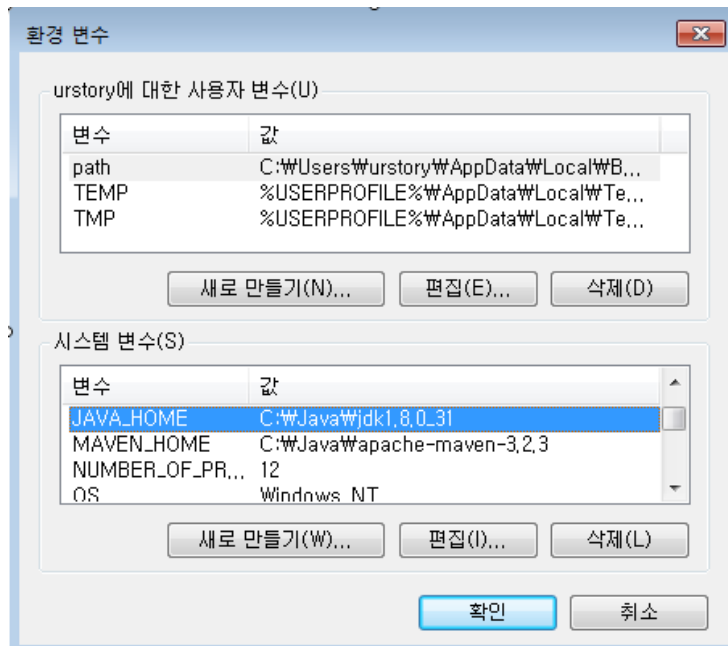 환경 변수
urstory에 대한 사용자 변수(U)
변수 값
path C:₩Users₩urstory₩AppData₩Local₩B...
TEMP %USERPROFILE%₩AppData₩Local₩Te...
TMP %USERPROFILE%₩AppData₩Local₩Te...
새로 만들기(N)... 편집(E)... 삭제(D)
시스템 변수(S)
변수 값
JAVA_HOME C:₩Java₩jdk1.8.0_31
MAVEN_HOME C:₩Java₩apache-maven-3.2.3
NUMBER_OF_PR... 12
OS Windows_NT
새로 만들기(W)... 편집(I)... 삭제(L)
확인 취소